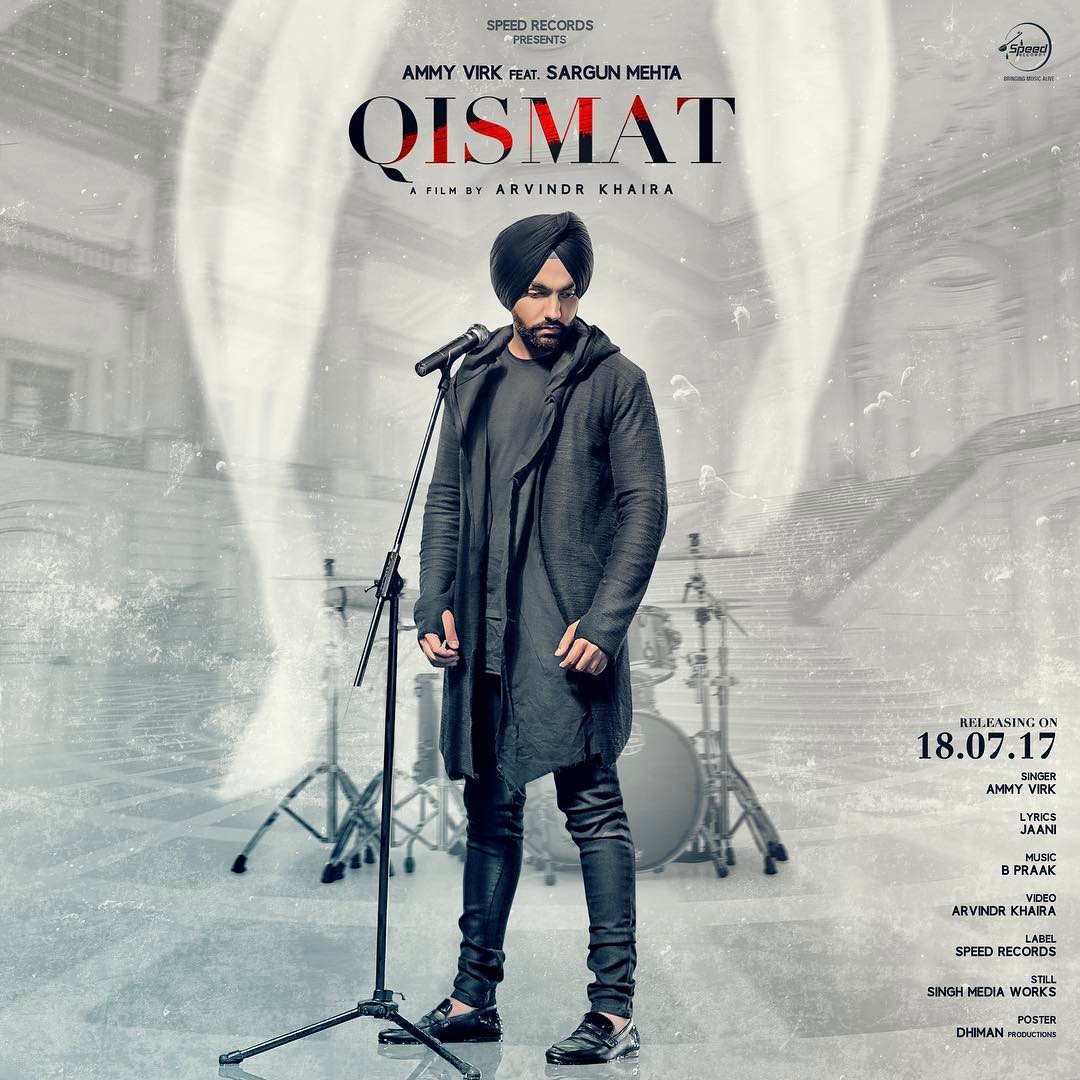 SPEED RECORDS
PRESENTS
AMMY VIRK FEAT. SARGUN MEHTA
QISMAT
A FILM BY ARVINDR KHAIRA
Speed
RECORDS
BRINGING MUSIC ALIVE
RELEASING ON
18.07.17
SINGER
AMMY VIRK
LYRICS
JAANI
MUSIC
B PRAAK
VIDEO
ARVINDR KHAIRA
LABEL
SPEED RECORDS
STILL
SINGH MEDIA WORKS
POSTER
DHIMAN PRODUCTIONS